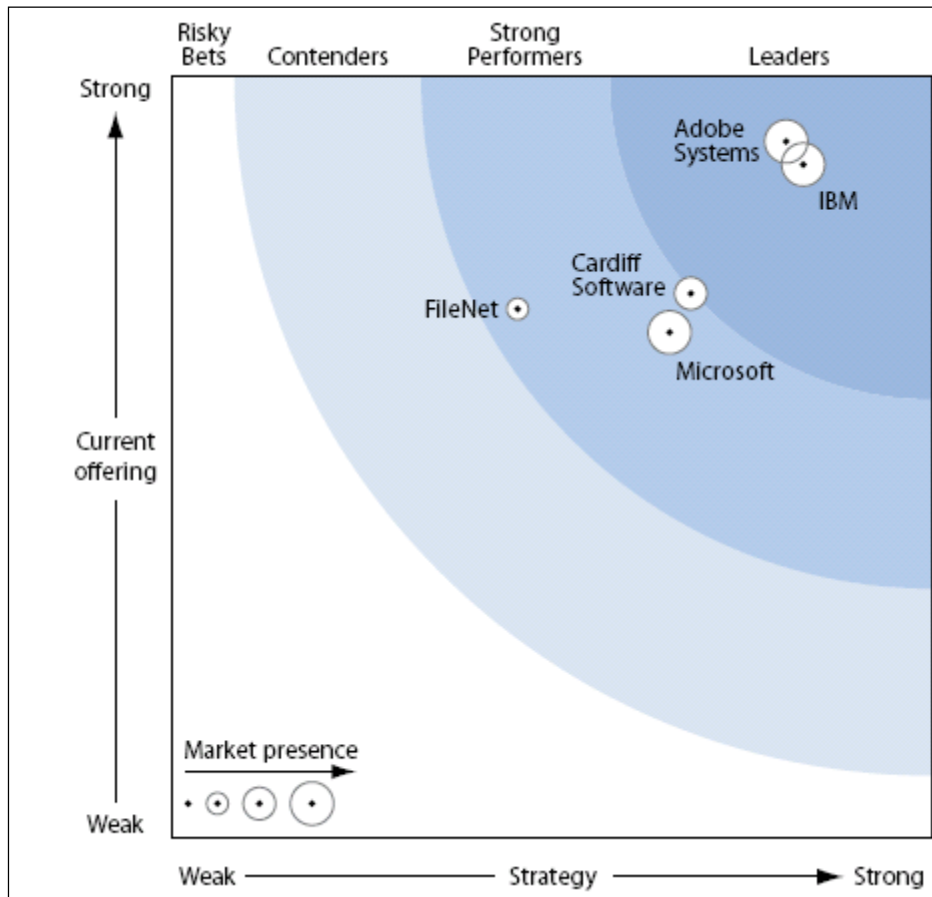 Risky
Bets
Contenders
Strong
Performers
Leaders
Strong
Adobe
Systems
IBM
Cardiff
Software
FileNet
Microsoft
Current
offering
Market presence
Weak
Weak
Strategy
Strong